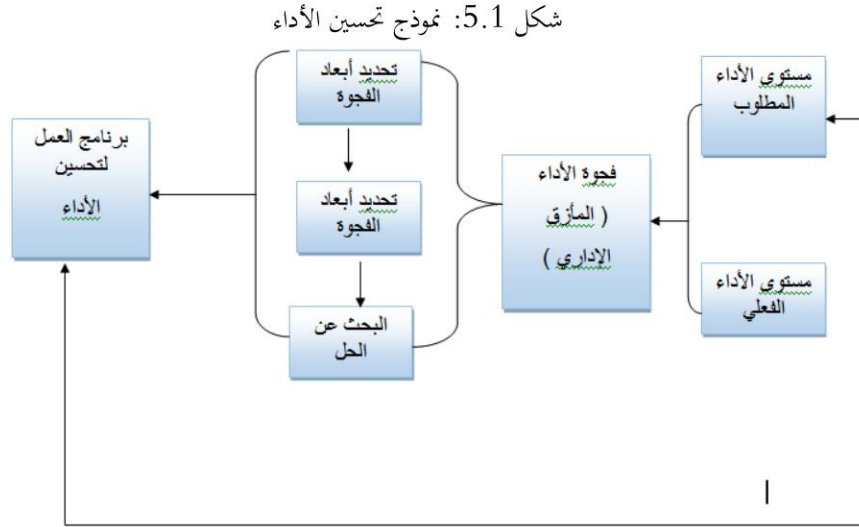 شكل 5.1: نموذج تحسين الأداء
مستوى الأداء
المطلوب
مستوى الأداء
الفعلي
فجوة الأداء
( المأزق
الإداري )
تحديد أبعاد
الفجوة
تحديد أبعاد
الفجوة
البحث عن
الحل
برنامج العمل
لتحسين
الأداء